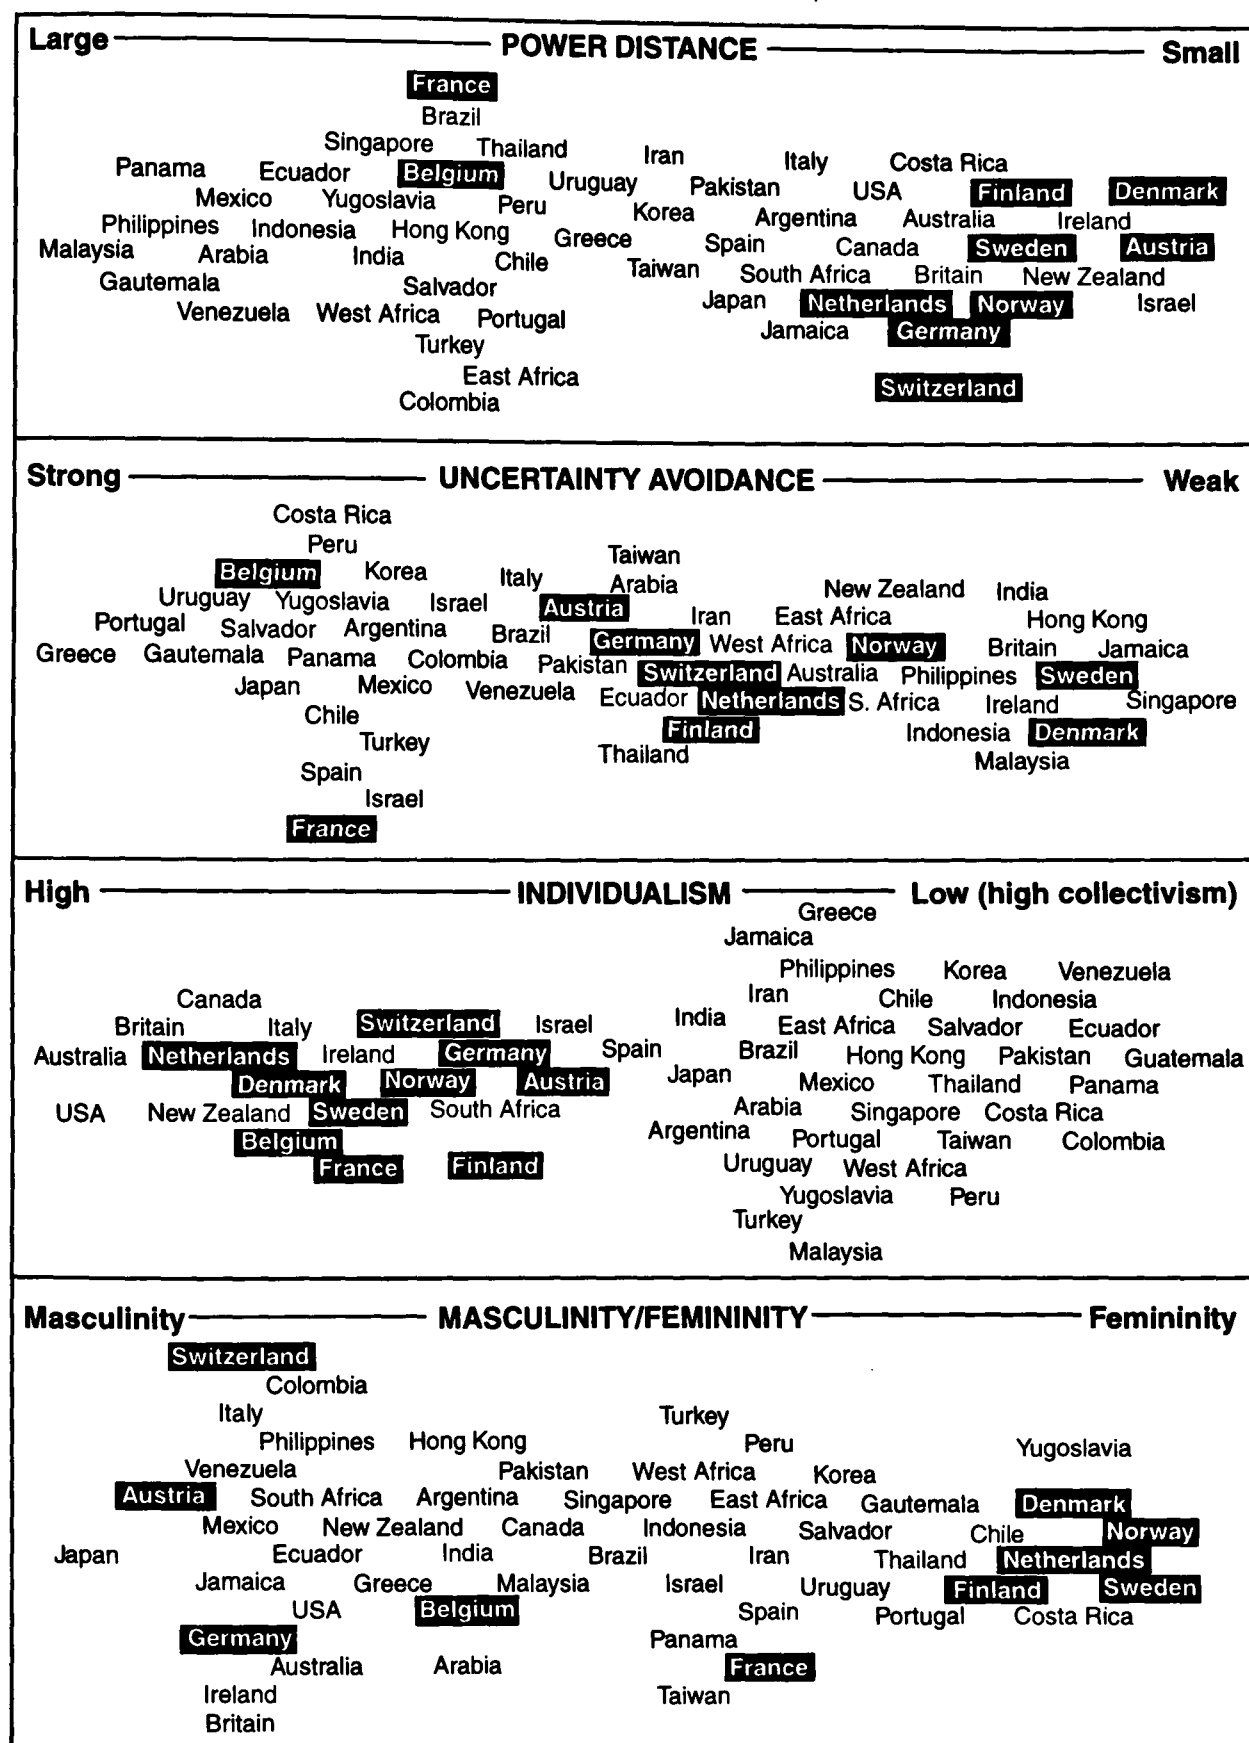 Large POWER DISTANCE Small
France
Brazil
Singapore Thailand Iran Italy Costa Rica
Panama Ecuador Belgium Uruguay Pakistan USA Finland Denmark
Mexico Yugoslavia Peru Korea Argentina Australia Ireland
Philippines Indonesia Hong Kong Greece Spain Canada Sweden Austria
Malaysia Arabia India Chile Taiwan South Africa Britain New Zealand
Gautemala Salvador Japan Netherlands Norway Israel
Venezuela West Africa Portugal Jamaica Germany
Turkey
East Africa Switzerland
Colombia
Strong UNCERTAINTY AVOIDANCE Weak
Costa Rica
Peru Taiwan
Belgium Korea Italy Arabia New Zealand India
Uruguay Yugoslavia Israel Austria Iran East Africa Hong Kong
Portugal Salvador Argentina Brazil Germany West Africa Norway Britain Jamaica
Greece Gautemala Panama Colombia Pakistan Switzerland Australia Philippines Sweden
Japan Mexico Venezuela Ecuador Netherlands S. Africa Ireland Singapore
Chile Finland Indonesia Denmark
Turkey Thailand Malaysia
Spain
Israel
France
High INDIVIDUALISM Low (high collectivism)
Greece
Jamaica
Philippines Korea Venezuela
Canada Iran Chile Indonesia
Britain Italy Switzerland Israel India East Africa Salvador Ecuador
Australia Netherlands Ireland Germany Spain Brazil Hong Kong Pakistan Guatemala
Denmark Norway Austria Japan Mexico Thailand Panama
USA New Zealand Sweden South Africa Arabia Singapore Costa Rica
Belgium Argentina Portugal Taiwan Colombia
France Finland Uruguay West Africa
Yugoslavia Peru
Turkey
Malaysia
Masculinity MASCULINITY/FEMININITY Femininity
Switzerland
Colombia
Italy Turkey
Philippines Hong Kong Peru Yugoslavia
Venezuela Pakistan West Africa Korea
Austria South Africa Argentina Singapore East Africa Gautemala Denmark
Mexico New Zealand Canada Indonesia Salvador Chile Norway
Japan Ecuador India Brazil Iran Thailand Netherlands
Jamaica Greece Malaysia Israel Uruguay Finland Sweden
USA Belgium Spain Portugal Costa Rica
Germany Panama
Australia Arabia France
Ireland Taiwan
Britain